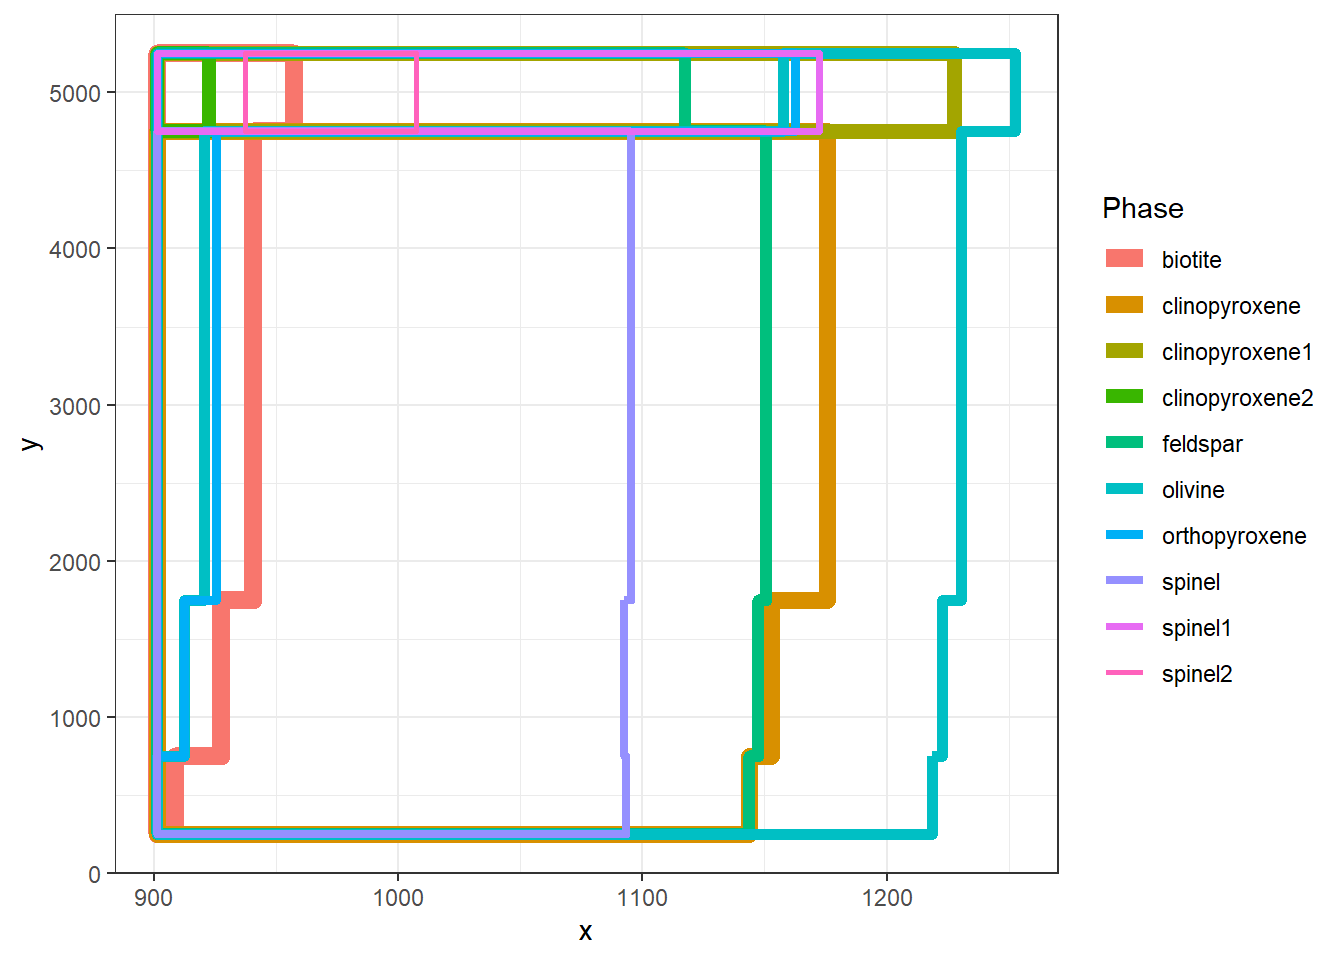 5000
4000
3000
2000
1000
0
y
900
1000
1100
1200
x
Phase
biotite
clinopyroxene
clinopyroxene1
clinopyroxene2
feldspar
olivine
orthopyroxene
spinel
spinel1
spinel2